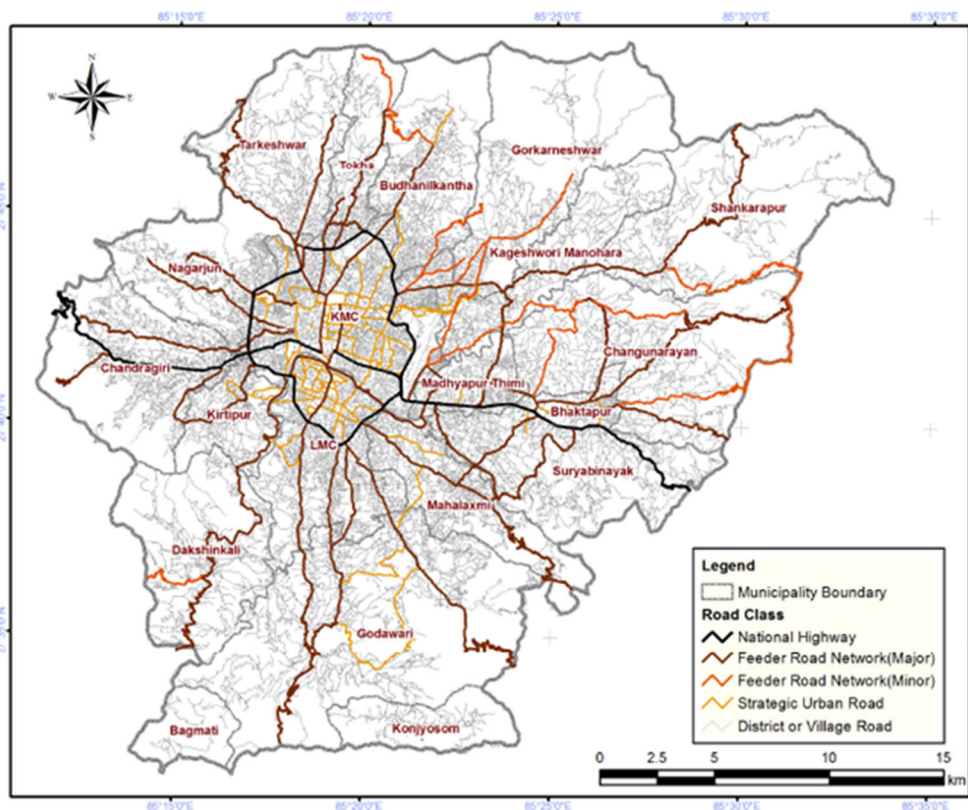 85°15'0"E 85°20'0"E 85°25'0"E 85°30'0"E 85°35'0"E
N
W E
S
Tarkeshwar
Tokha
Gorkarneshwar
Budhanilkantha
Shankarapur
Kageshwori Manohara
Nagarjun
KMC
Changunarayan
Chandragiri
Madhyapur Thimi
Kirtipur
Bhaktapur
LMC
Suryabinayak
Mahalaxmi
Dakshinkali
Godawari
Bagmati
Konjyosom
Legend
Municipality Boundary
Road Class
National Highway
Feeder Road Network(Major)
Feeder Road Network(Minor)
Strategic Urban Road
District or Village Road
0 2.5 5 10 15
km
85°15'0"E 85°20'0"E 85°25'0"E 85°30'0"E 85°35'0"E